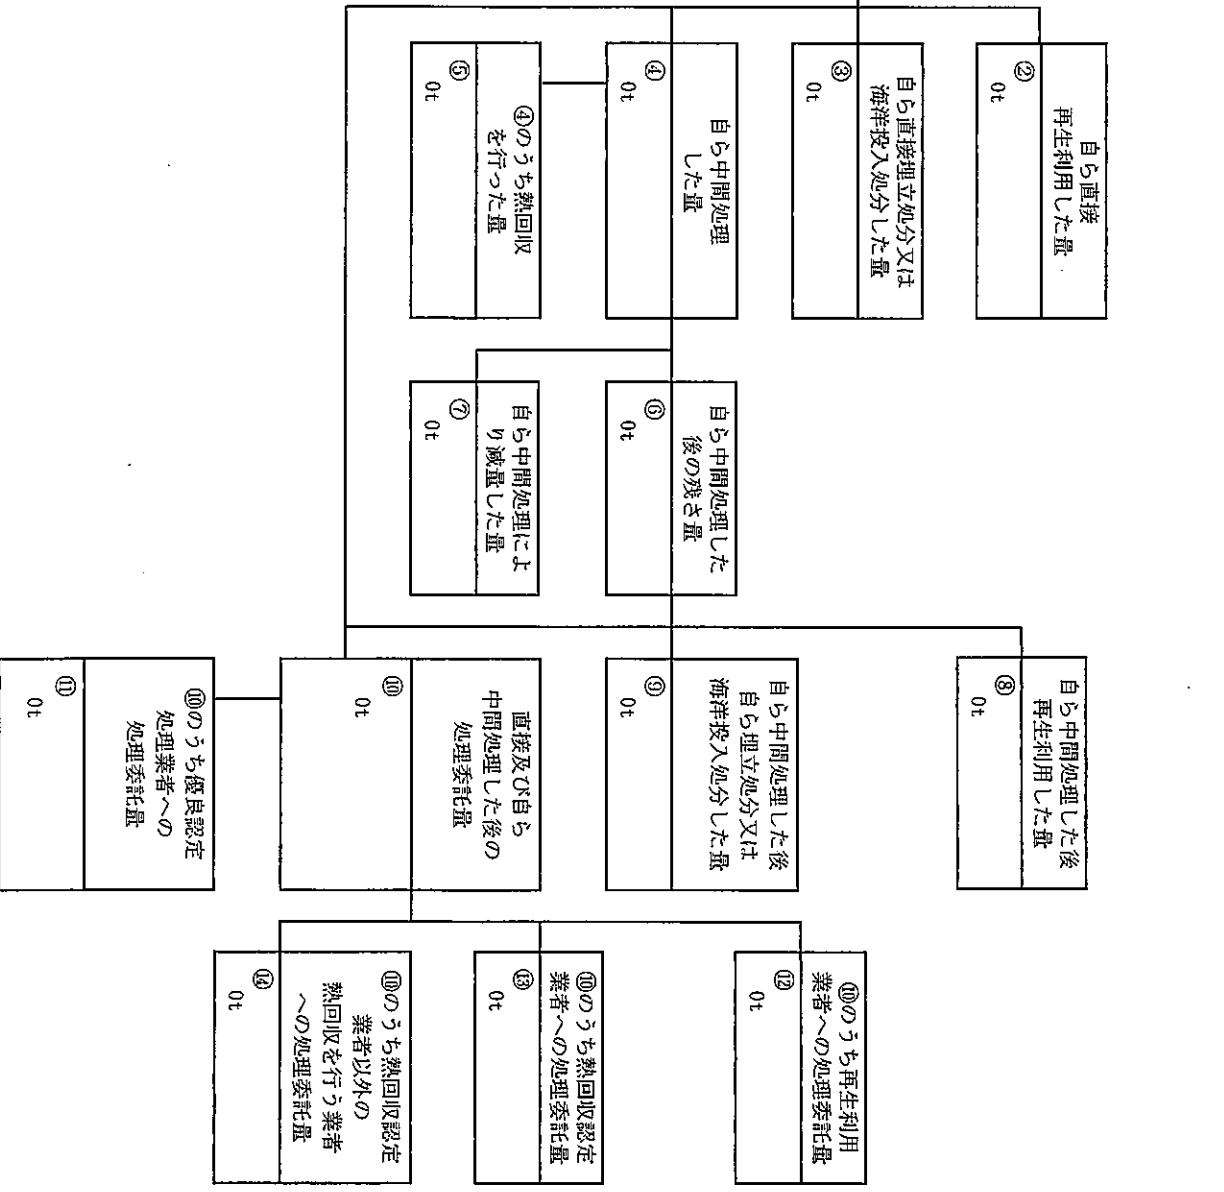 自ら直接
再生利用した量
②
0t
自ら直接埋立処分又は
海洋投入処分した量
③
0t
自ら中間処理
した量
④
0t
④のうち熱回収
を行った量
⑤
0t
自ら中間処理した
後の残さ量
⑥
0t
自ら中間処理によ
り減量した量
⑦
0t
自ら中間処理した後
再生利用した量
⑧
0t
自ら中間処理した後
自ら埋立処分又は
海洋投入処分した量
⑨
0t
直接及び自ら
中間処理した後の
処理委託量
⑩
0t
⑩のうち優良認定
処理業者への
処理委託量
⑪
0t
⑩のうち再生利用
業者への処理委託量
⑫
0t
⑩のうち熱回収認定
業者への処理委託量
⑬
0t
⑩のうち熱回収認定
業者以外の
熱回収を行う業者
への処理委託量
⑭
0t